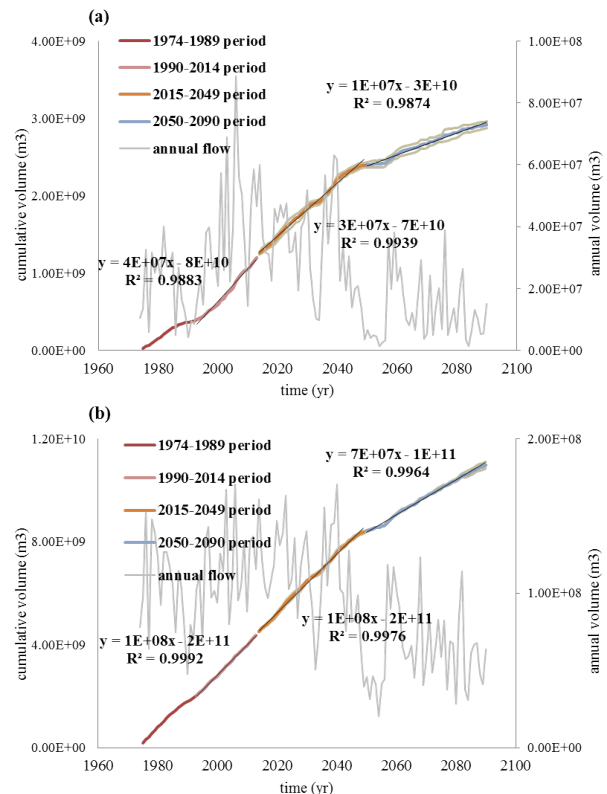 (a)
4.00E+09
3.00E+09
2.00E+09
1.00E+09
0.00E+00
cumulative volume (m3)
1974-1989 period
1990-2014 period
2015-2049 period
2050-2090 period
annual flow
y = 1E+07x - 3E+10
R² = 0.9874
y = 3E+07x - 7E+10
R² = 0.9939
y = 4E+07x - 8E+10
R² = 0.9883
1.00E+08
8.00E+07
6.00E+07
4.00E+07
2.00E+07
0.00E+00
annual volume (m3)
1960 1980 2000 2020 2040 2060 2080 2100
time (yr)
(b)
1.20E+10
8.00E+09
4.00E+09
0.00E+00
cumulative volume (m3)
1974-1989 period
1990-2014 period
2015-2049 period
2050-2090 period
annual flow
y = 7E+07x - 1E+11
R² = 0.9964
y = 1E+08x - 2E+11
R² = 0.9976
y = 1E+08x - 2E+11
R² = 0.9992
2.00E+08
1.00E+08
0.00E+00
annual volume (m3)
1960 1980 2000 2020 2040 2060 2080 2100
time (yr)